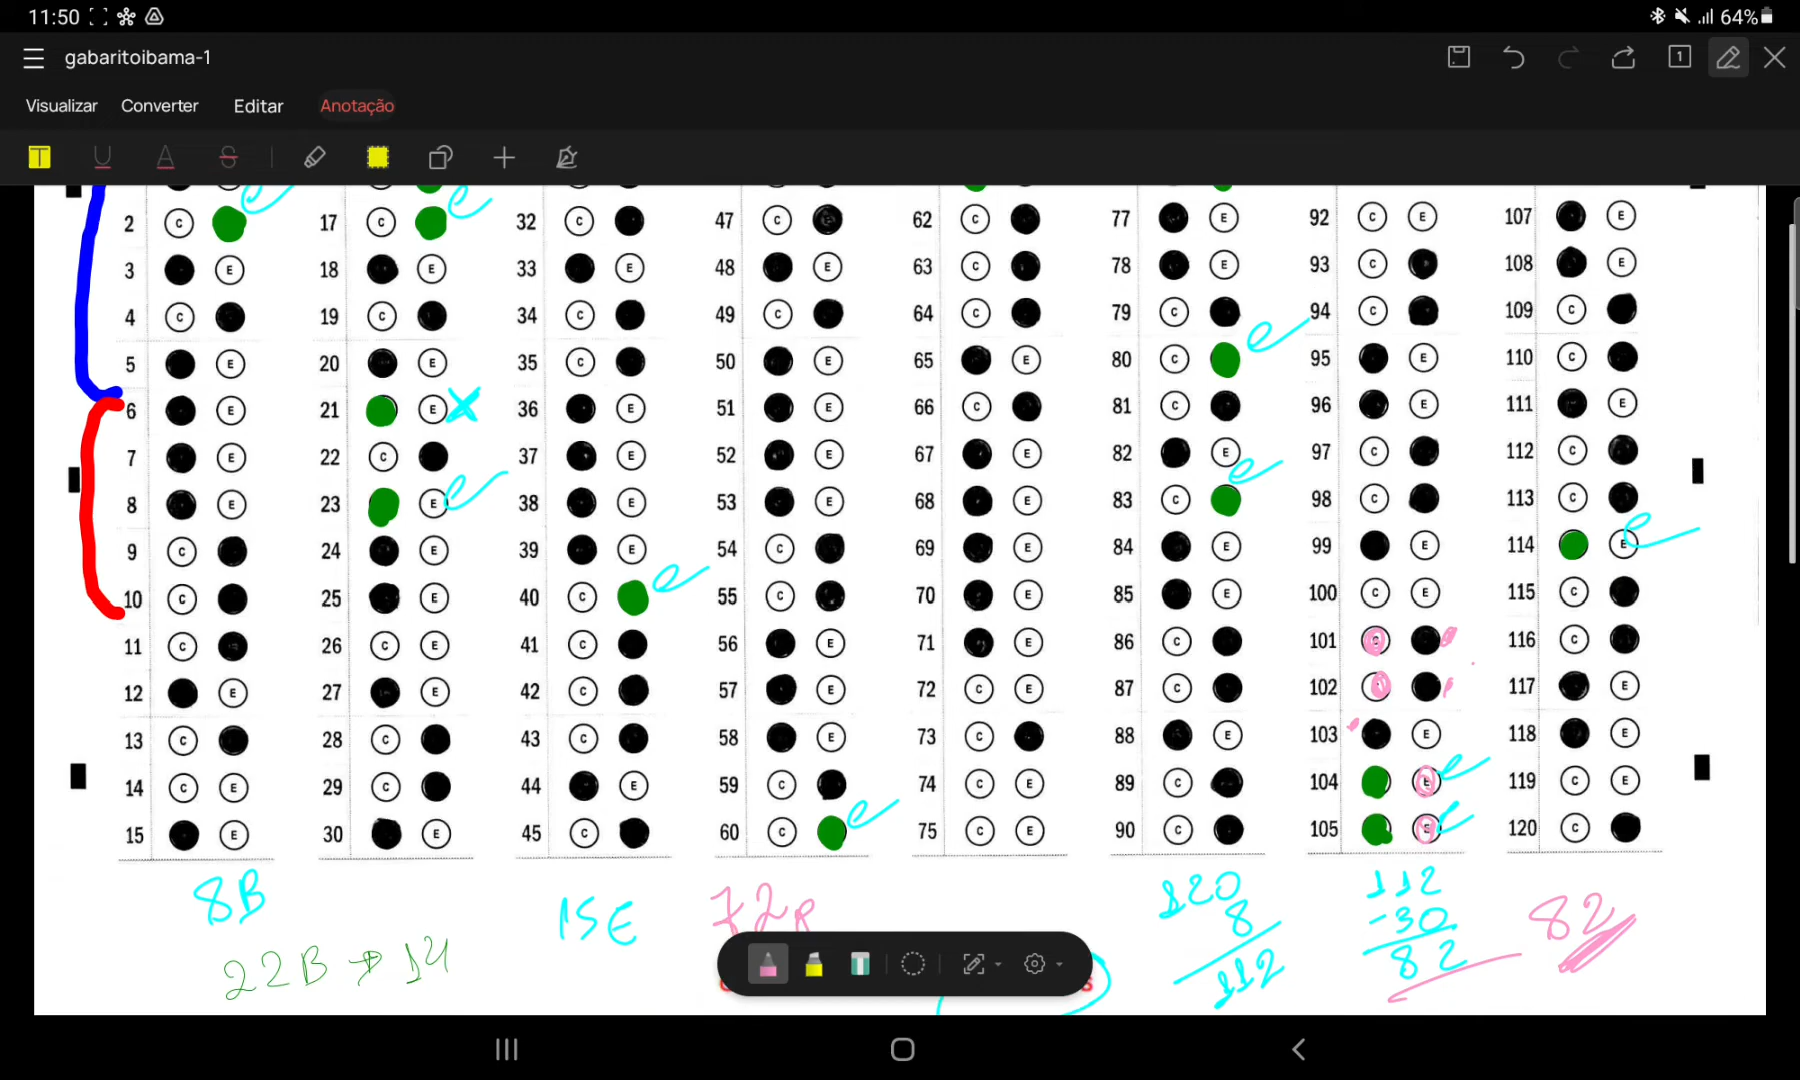 11:50
64%
gabaritoibama-1
1
Visualizar Converter Editar Anotação
T U A S
2 C 17 C 32 C 47 C 62 C 77 E 92 C E 107 E
3 E 18 E 33 E 48 E 63 C 78 E 93 C 108 E
4 C 19 C 34 C 49 C 64 C 79 C 94 C 109 C
5 E 20 E 35 C 50 E 65 E 80 C 95 E 110 C
6 E 21 E 36 E 51 E 66 C 81 C 96 E 111 E
7 E 22 C 37 E 52 E 67 E 82 E 97 C 112 C
8 E 23 E 38 E 53 E 68 E 83 C 98 C 113 C
9 C 24 E 39 E 54 C 69 E 84 E 99 E 114 E
10 C 25 E 40 C 55 C 70 E 85 E 100 C E 115 C
11 C 26 C E 41 C 56 E 71 E 86 C 101 C 116 C
12 E 27 E 42 C 57 E 72 C E 87 C 102 117 E
13 C 28 C 43 C 58 E 73 C 88 E 103 E 118 E
14 C E 29 C 44 E 59 C 74 C E 89 C 104 E 119 C E
15 E 30 E 45 C 60 C 75 C E 90 C 105 E 120 C
8B 15E 72R 120 112 82
8 -30
22B → 14 112 82